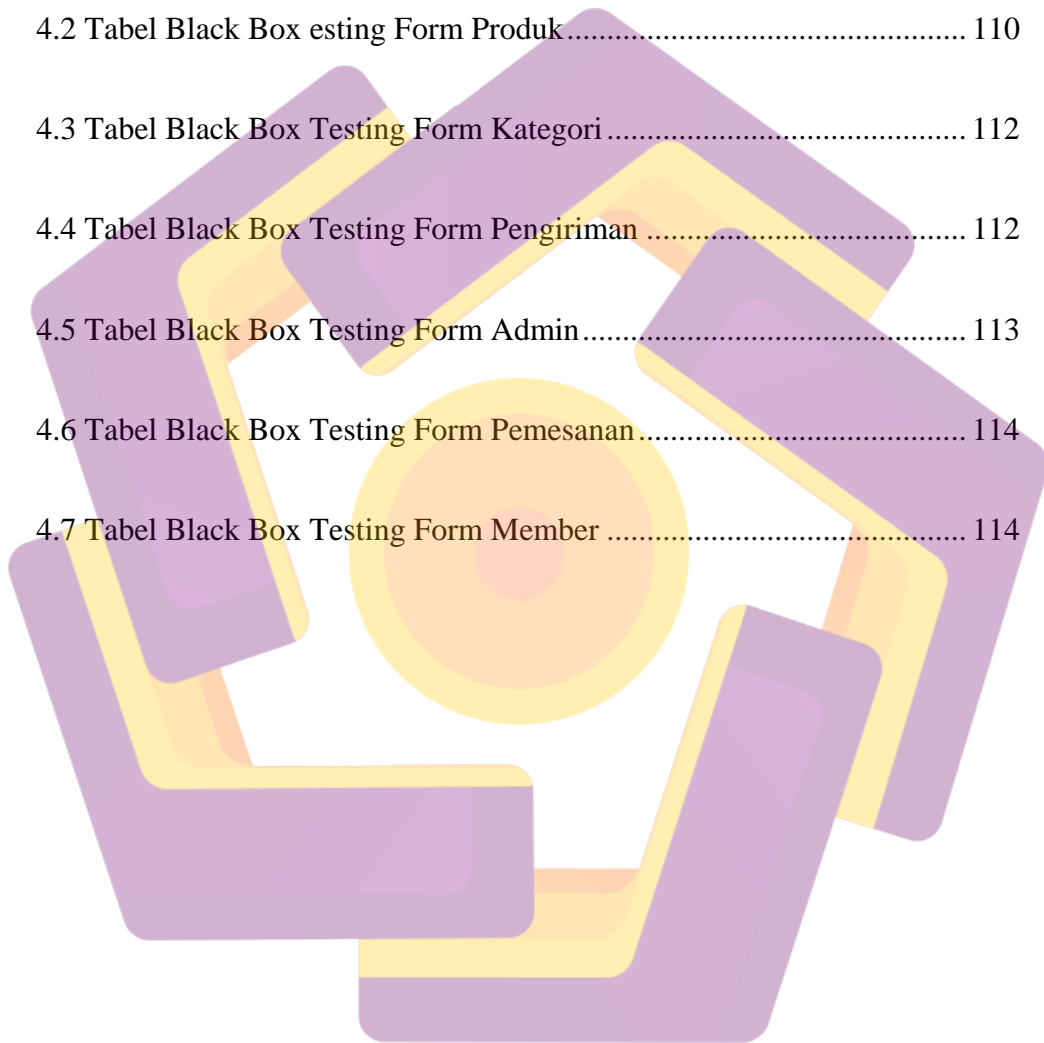 4.2 Tabel Black Box esting Form Produk.......................................................... 110
4.3 Tabel Black Box Testing Form Kategori ..................................................... 112
4.4 Tabel Black Box Testing Form Pengiriman ................................................ 112
4.5 Tabel Black Box Testing Form Admin........................................................ 113
4.6 Tabel Black Box Testing Form Pemesanan................................................. 114
4.7 Tabel Black Box Testing Form Member ..................................................... 114